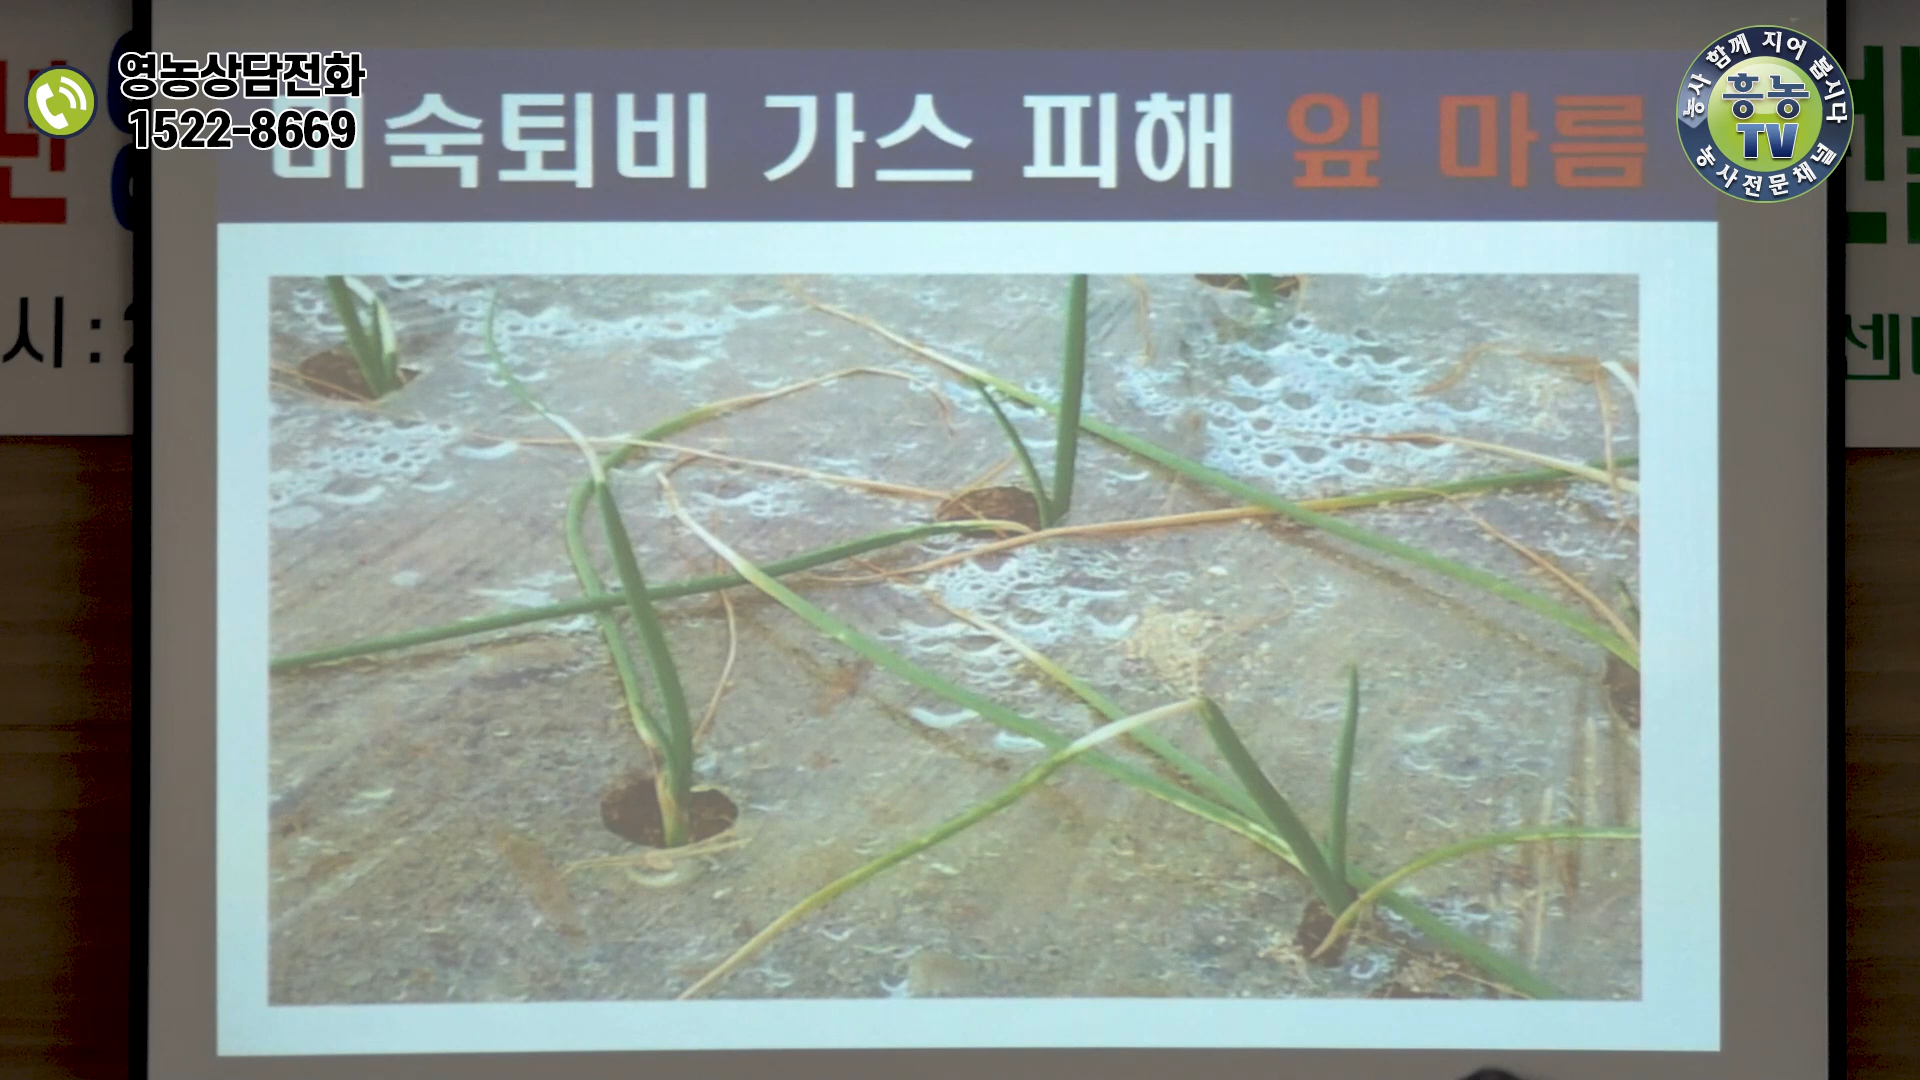 영농상담전화
1522-8669
미숙퇴비 가스 피해 잎 마름
농사 함께 지어 봅시다
흥농
TV
농사전문채널
년
시:
센